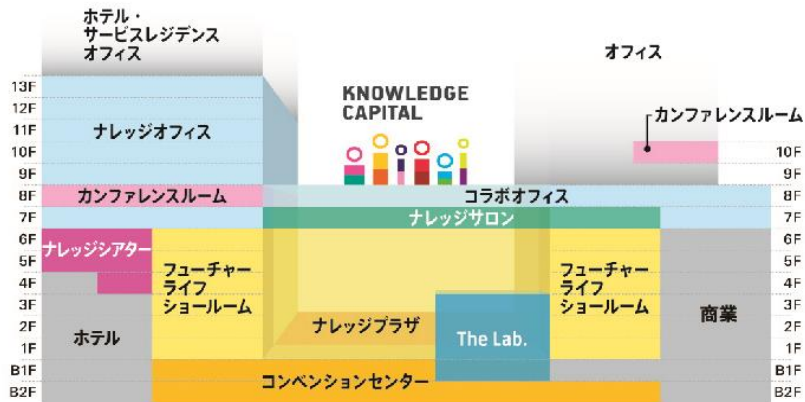 ホテル・
サービスレジデンス
オフィス
オフィス
13F
12F
11F
10F
9F
8F
7F
6F
5F
4F
3F
2F
1F
B1F
B2F
KNOWLEDGE
CAPITAL
カンファレンスルーム
ナレッジオフィス
カンファレンスルーム
コラボオフィス
ナレッジサロン
ナレッジシアター
フューチャー
ライフ
ショールーム
フューチャー
ライフ
ショールーム
ホテル
ナレッジプラザ
The Lab.
商業
コンベンションセンター
10F
9F
8F
7F
6F
5F
4F
3F
2F
1F
B1F
B2F